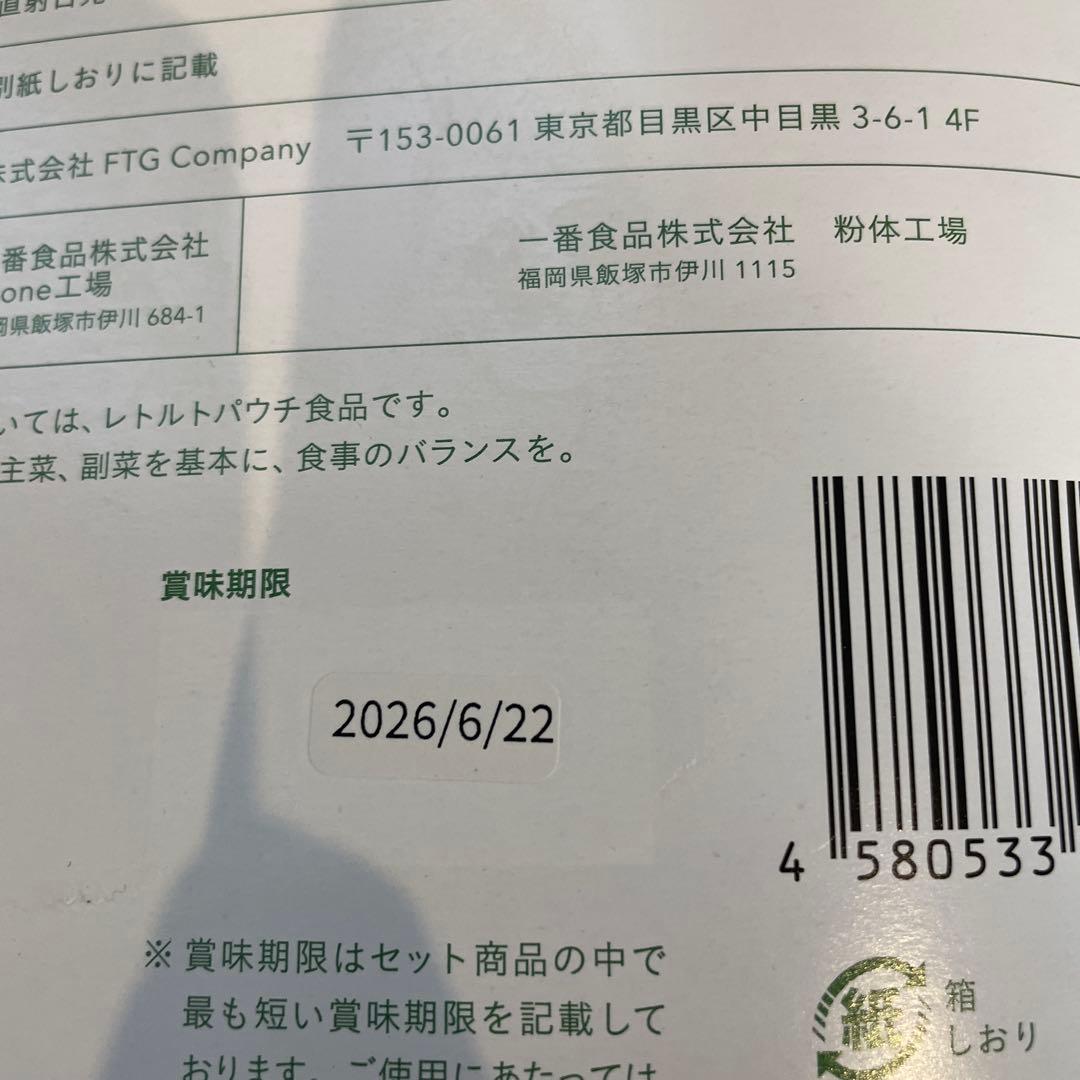 直射日光
別紙しおりに記載
株式会社 FTG Company 〒153-0061 東京都目黒区中目黒 3-6-1 4F
一番食品株式会社 粉体工場
福岡県飯塚市伊川 1115
番食品株式会社
one工場
岡県飯塚市伊川 684-1
いては、レトルトパウチ食品です。
主菜、副菜を基本に、食事のバランスを。
賞味期限
2026/6/22
4 580533
※ 賞味期限はセット商品の中で
最も短い賞味期限を記載して
おります。ご使用にあたっては
紙
箱
しおり